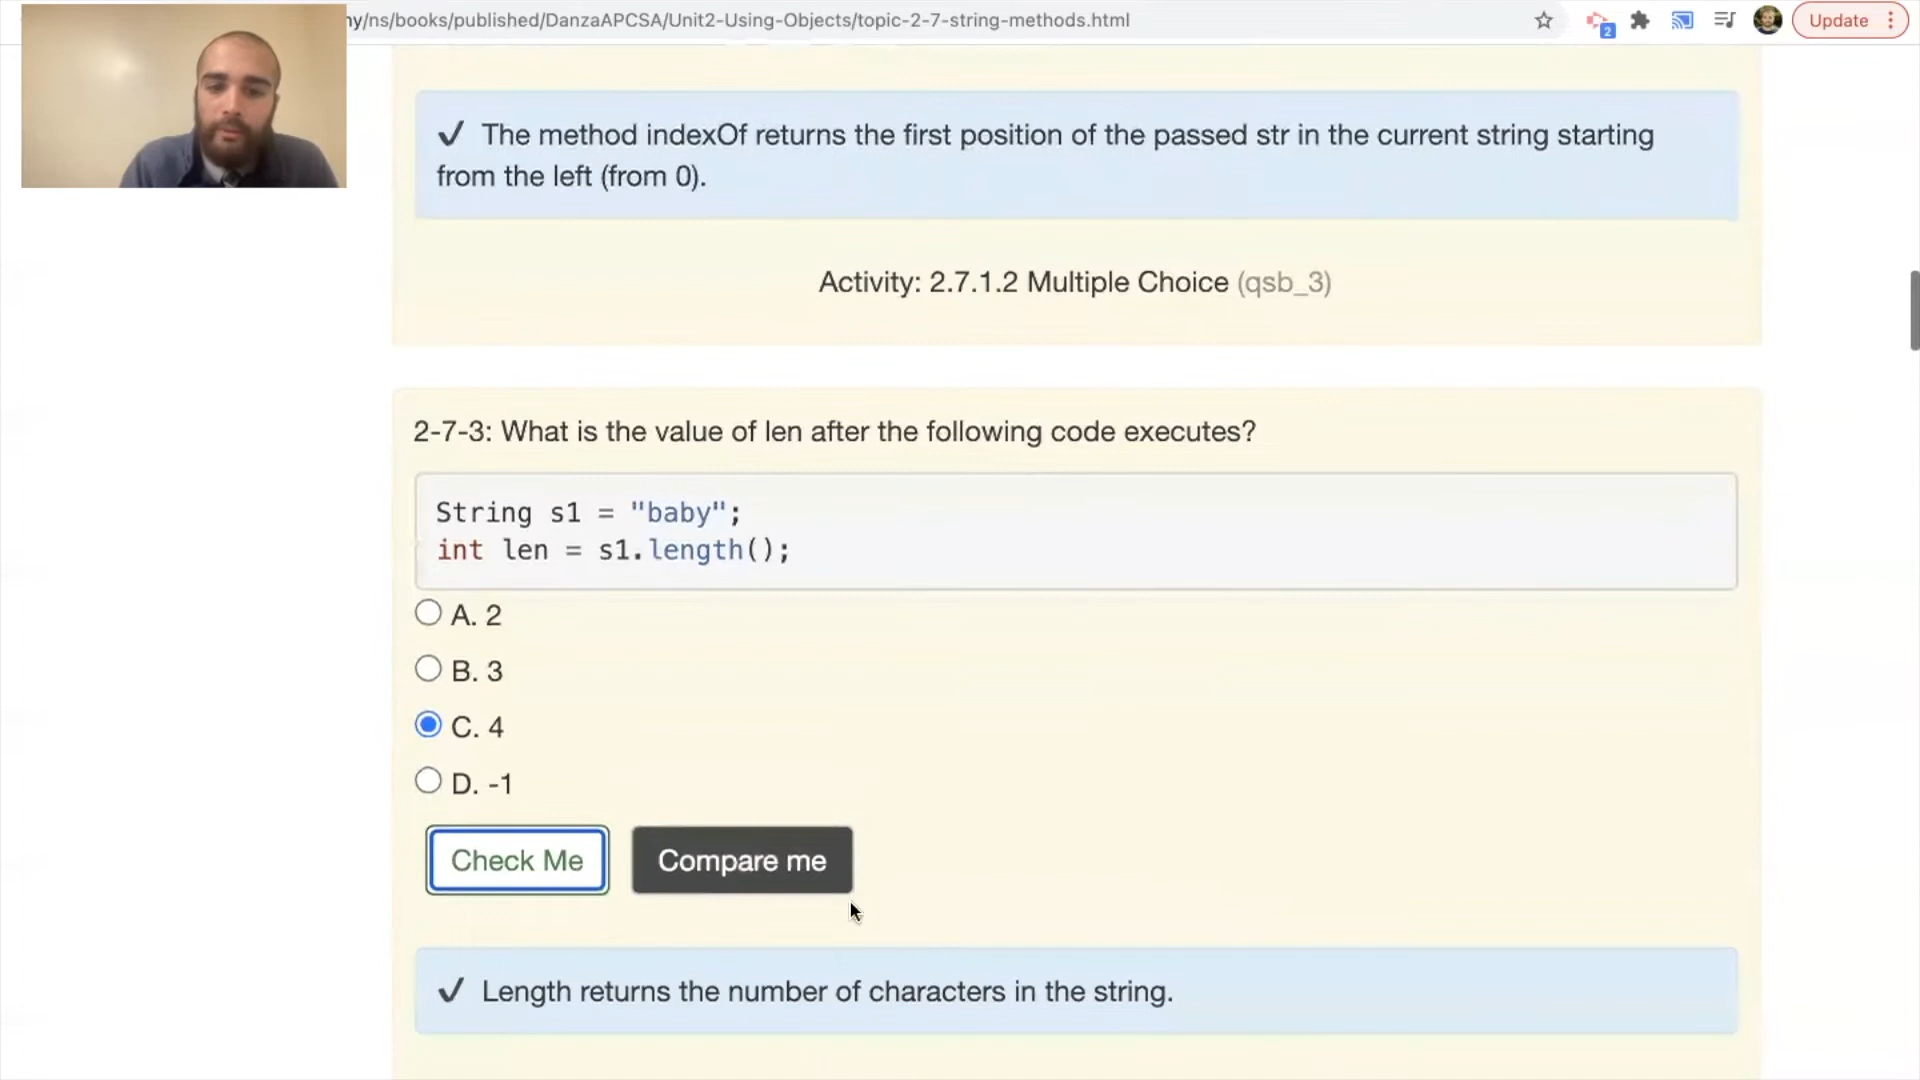 ny/ns/books/published/DanzaAPCSA/Unit2-Using-Objects/topic-2-7-string-methods.html
2
Update
✓ The method indexOf returns the first position of the passed str in the current string starting
from the left (from 0).
Activity: 2.7.1.2 Multiple Choice (qsb_3)
2-7-3: What is the value of len after the following code executes?
String s1 = "baby";
int len = s1.length();
A. 2
B. 3
C. 4
D. -1
Check Me
Compare me
✓ Length returns the number of characters in the string.